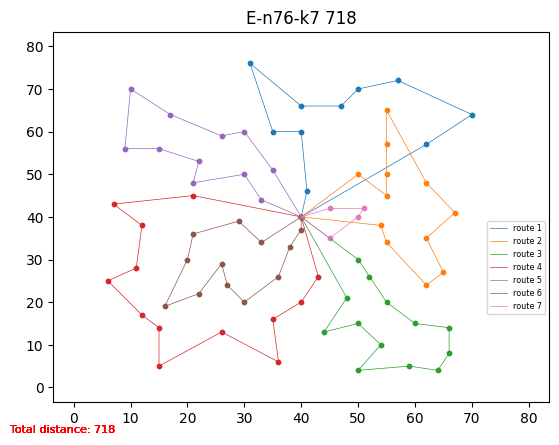 E-n76-k7 718
80
70
60
50
40
30
20
10
0
route 1
route 2
route 3
route 4
route 5
route 6
route 7
0 10 20 30 40 50 60 70 80
Total distance: 718